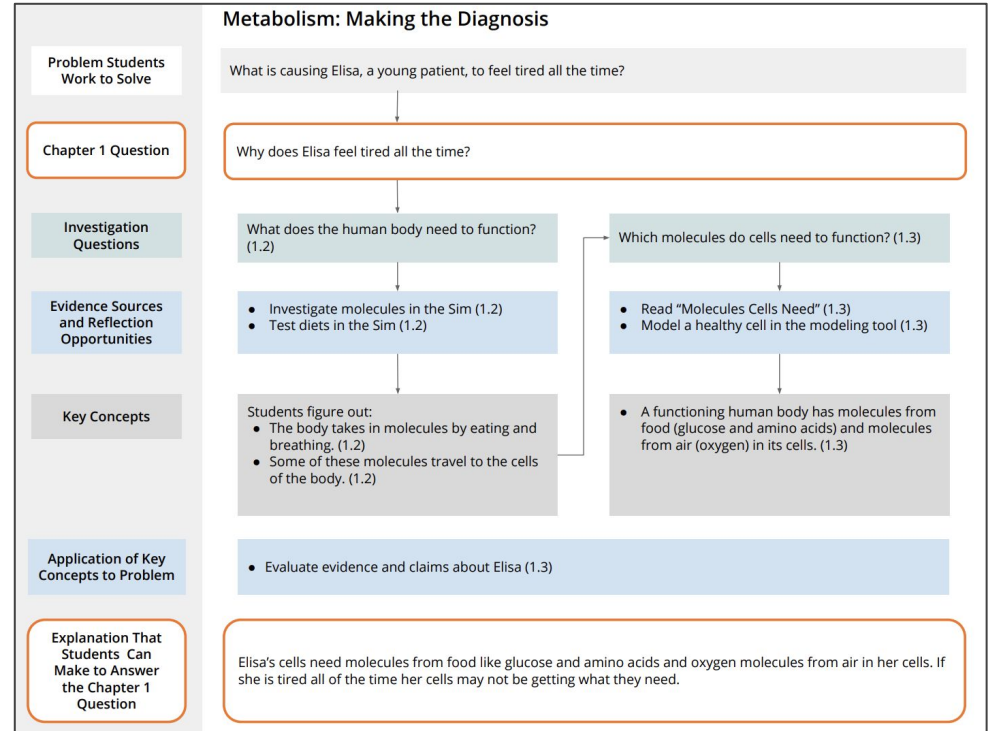 Metabolism: Making the Diagnosis
Problem Students
Work to Solve
What is causing Elisa, a young patient, to feel tired all the time?
Chapter 1 Question
Why does Elisa feel tired all the time?
Investigation
Questions
What does the human body need to function?
(1.2)
Which molecules do cells need to function? (1.3)
Evidence Sources
and Reflection
Opportunities
● Investigate molecules in the Sim (1.2)
● Test diets in the Sim (1.2)
● Read “Molecules Cells Need” (1.3)
● Model a healthy cell in the modeling tool (1.3)
Key Concepts
Students figure out:
● The body takes in molecules by eating and
breathing. (1.2)
● Some of these molecules travel to the cells
of the body. (1.2)
● A functioning human body has molecules from
food (glucose and amino acids) and molecules
from air (oxygen) in its cells. (1.3)
Application of Key
Concepts to Problem
● Evaluate evidence and claims about Elisa (1.3)
Explanation That
Students Can
Make to Answer
the Chapter 1
Question
Elisa’s cells need molecules from food like glucose and amino acids and oxygen molecules from air in her cells. If
she is tired all of the time her cells may not be getting what they need.